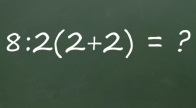 8:2(2+2) = ?